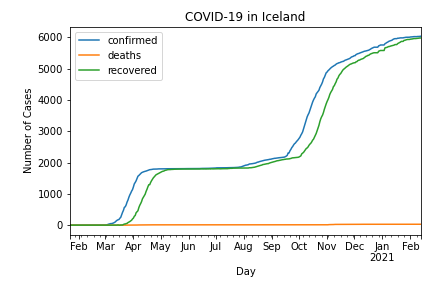 COVID-19 in Iceland
confirmed
deaths
recovered
Number of Cases
6000
5000
4000
3000
2000
1000
0
Feb Mar Apr May Jun Jul Aug Sep Oct Nov Dec Jan Feb
2021
Day